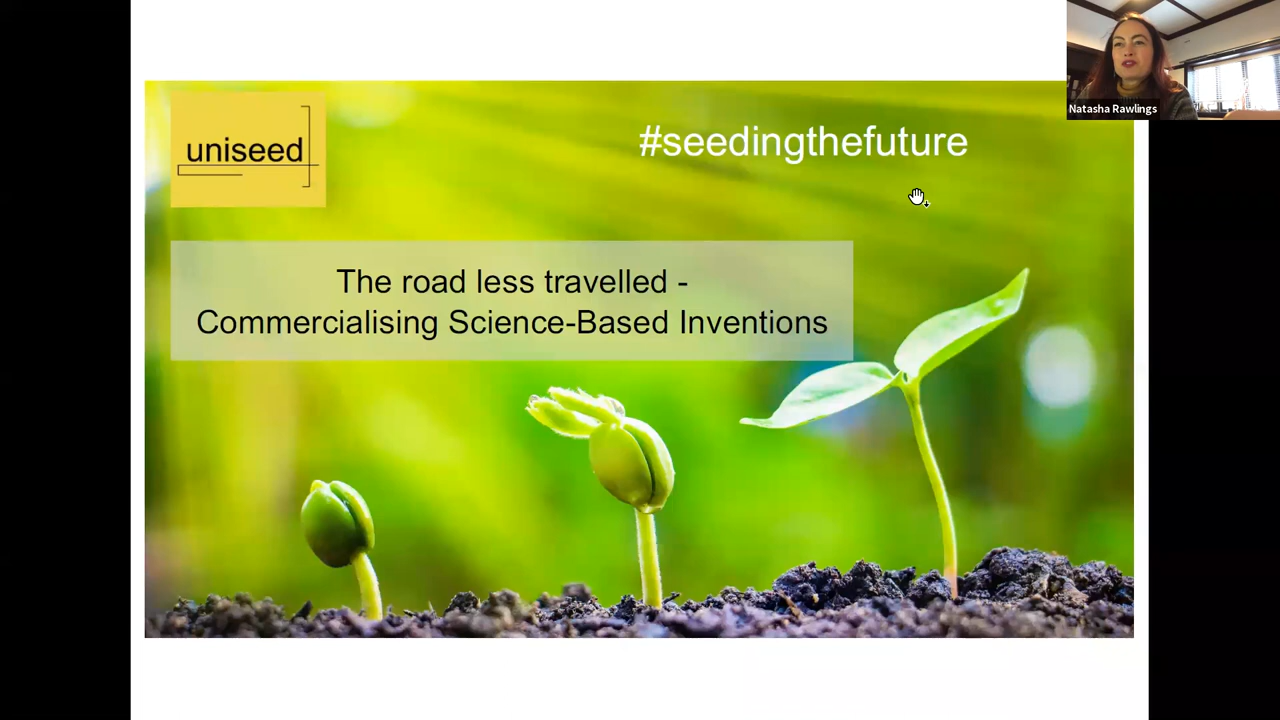 Natasha Rawlings
uniseed
#seedingthefuture
The road less travelled -
Commercialising Science-Based Inventions